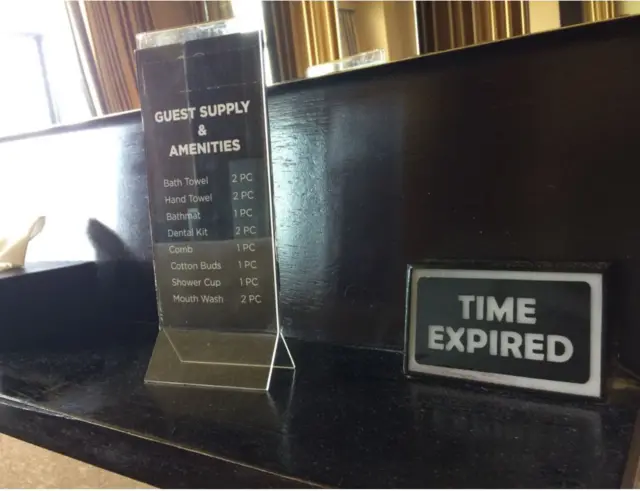 GUEST SUPPLY
&
AMENITIES
Bath Towel 2 PC
Hand Towel 2 PC
Bathmat 1 PC
Dental Kit 2 PC
Comb 1 PC
Cotton Buds 1 PC
Shower Cup 1 PC
Mouth Wash 2 PC
TIME
EXPIRED